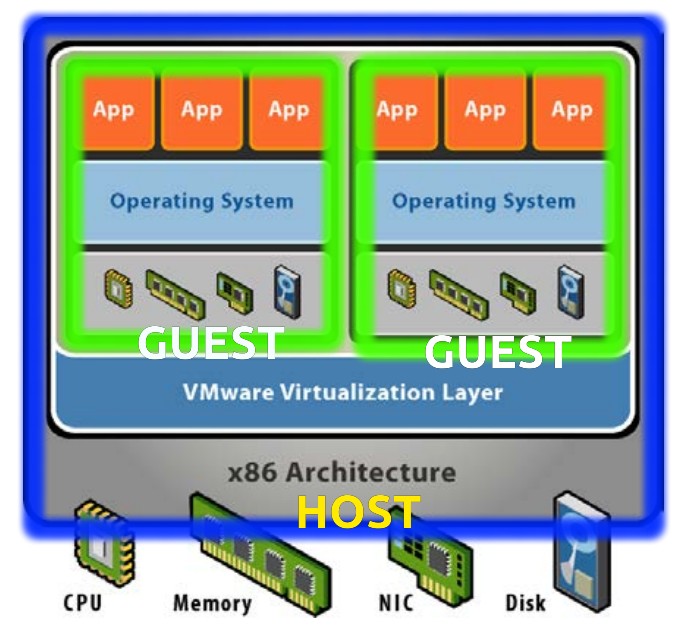 App App App App App App
Operating System Operating System
GUEST GUEST
VMware Virtualization Layer
x86 Architecture
HOST
CPU Memory NIC Disk